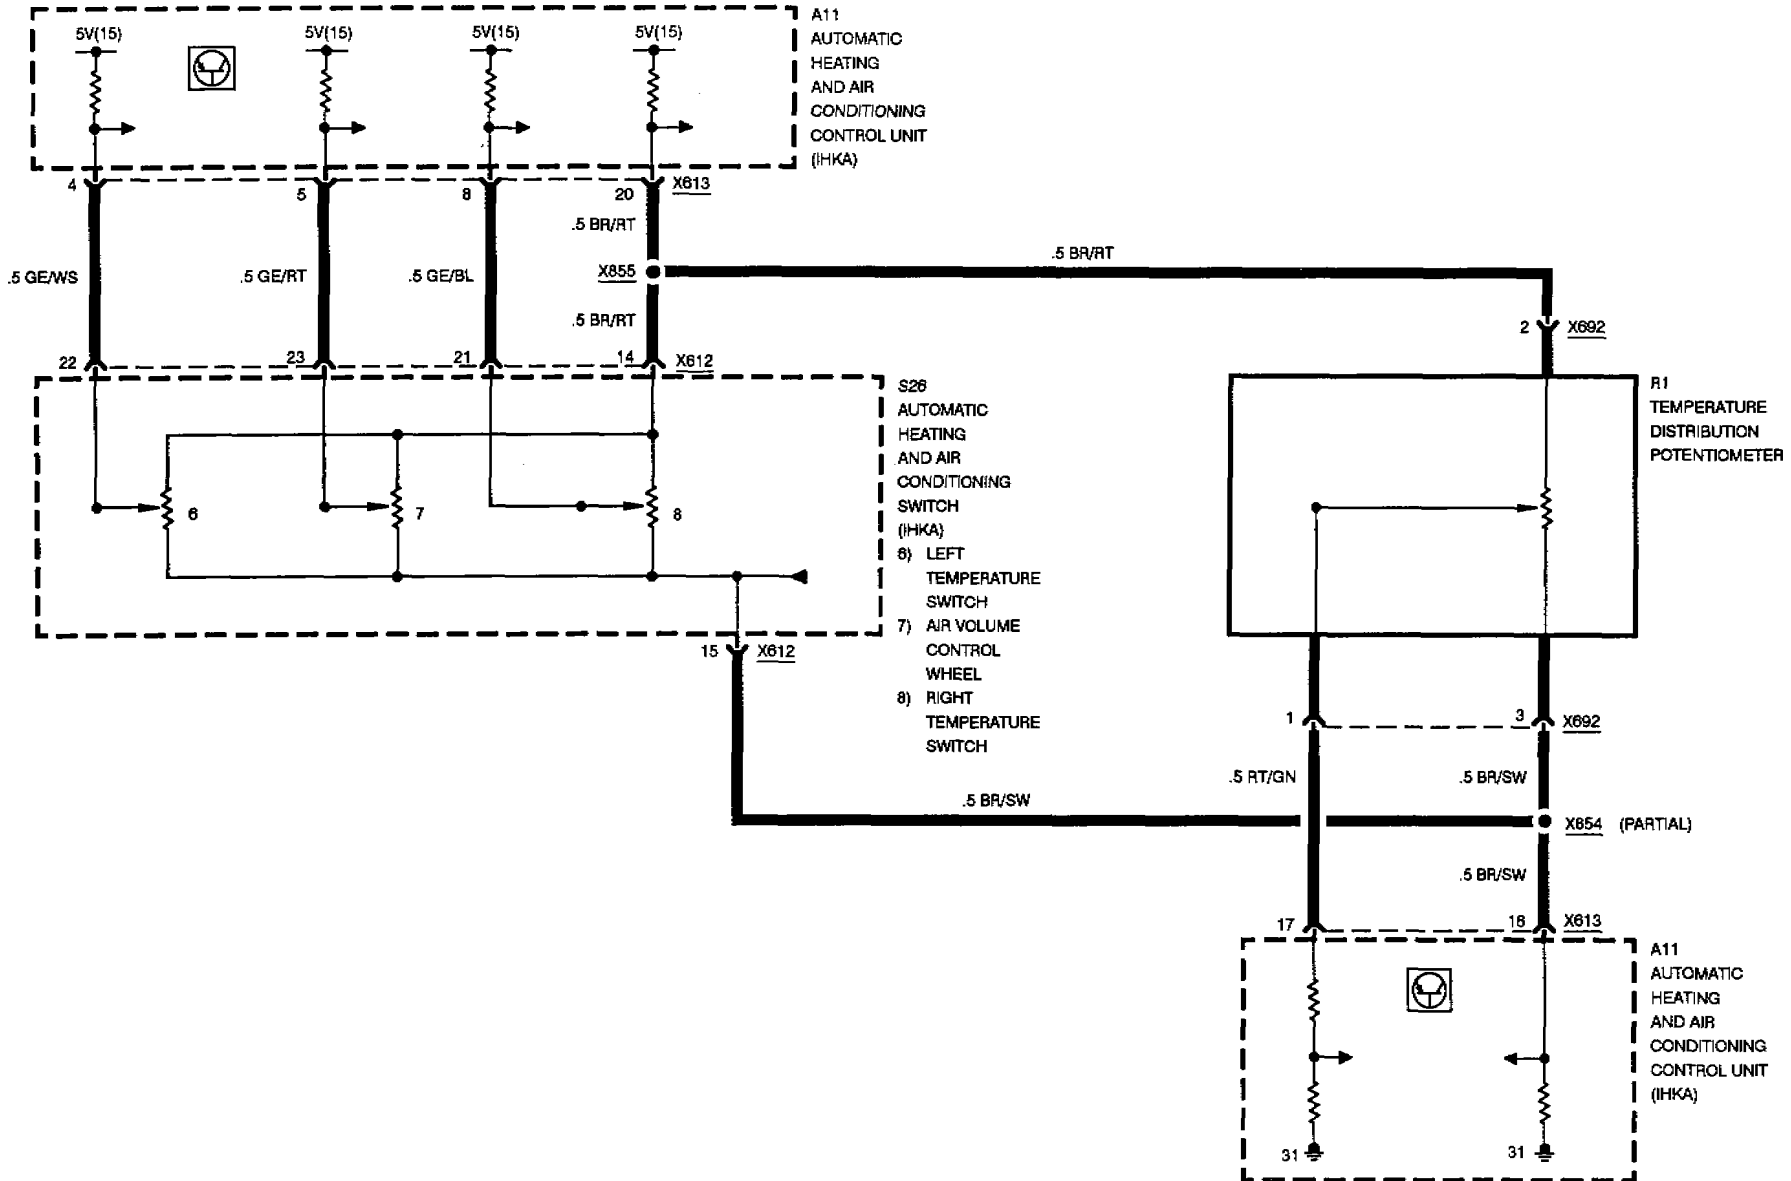 A11
5V(15) 5V(15) 5V(15) 5V(15)
AUTOMATIC
HEATING
AND AIR
CONDITIONING
CONTROL UNIT
(IHKA)
4 5 8 20 X613
.5 BR/RT
.5 GE/WS .5 GE/RT .5 GE/BL X855 .5 BR/RT
.5 BR/RT
2 X692
22 23 21 14 X612
S26
AUTOMATIC
HEATING
AND AIR
CONDITIONING
SWITCH
(IHKA)
6) LEFT
TEMPERATURE
SWITCH
7) AIR VOLUME
CONTROL
WHEEL
8) RIGHT
TEMPERATURE
SWITCH
6 7 8
R1
TEMPERATURE
DISTRIBUTION
POTENTIOMETER
15 X612
1 3 X692
.5 RT/GN .5 BR/SW
.5 BR/SW
X854 (PARTIAL)
.5 BR/SW
17 18 X613
A11
AUTOMATIC
HEATING
AND AIR
CONDITIONING
CONTROL UNIT
(IHKA)
31 31